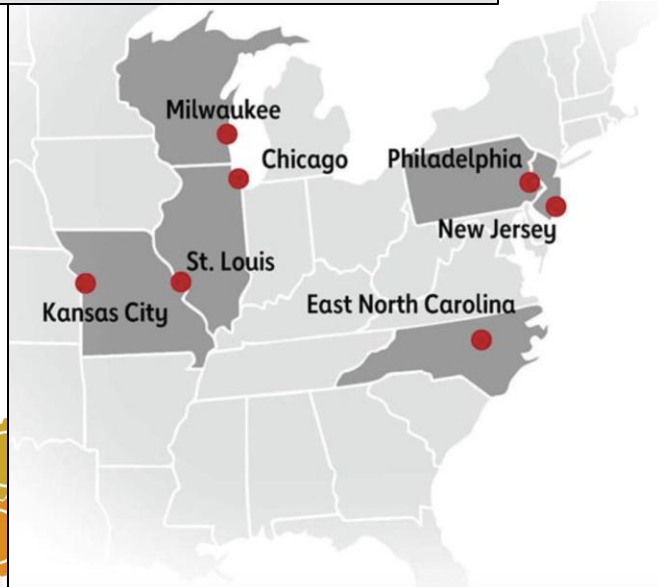 Milwaukee
Chicago
Philadelphia
New Jersey
St. Louis
Kansas City
East North Carolina